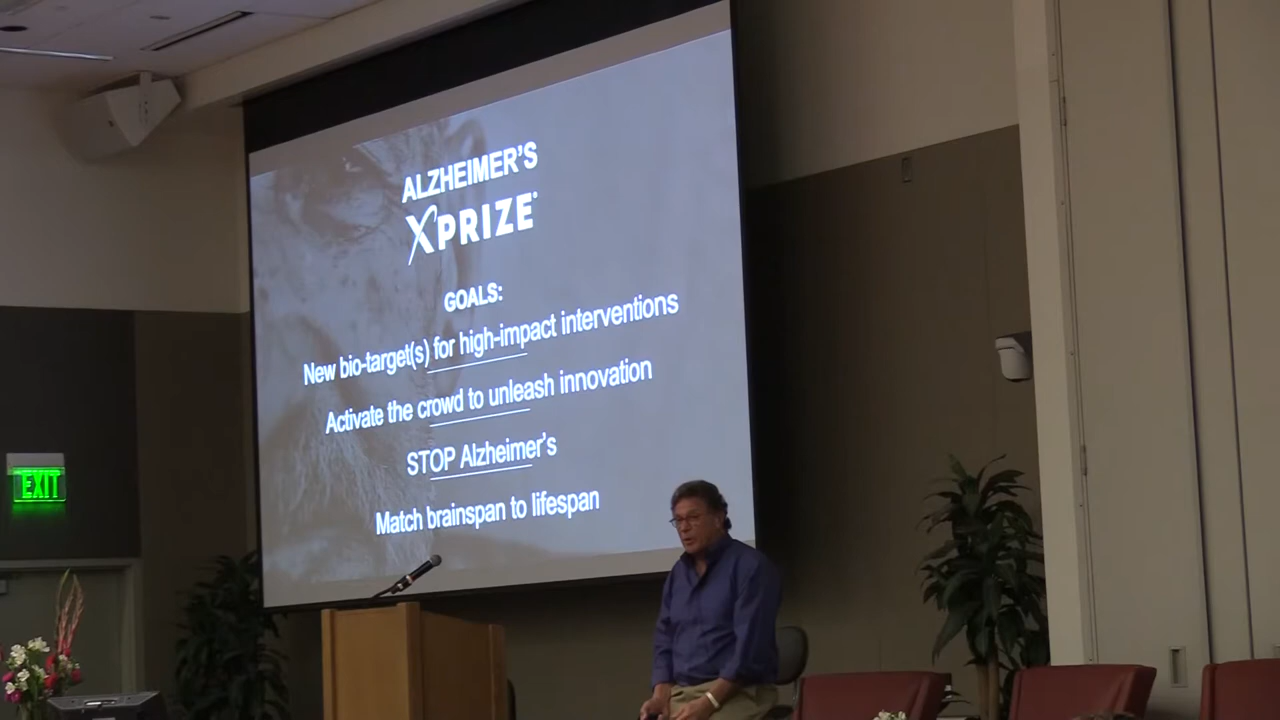 ALZHEIMER'S
XPRIZE
GOALS:
New bio-target(s) for high-impact interventions
Activate the crowd to unleash innovation
STOP Alzheimer's
Match brainspan to lifespan
EXIT